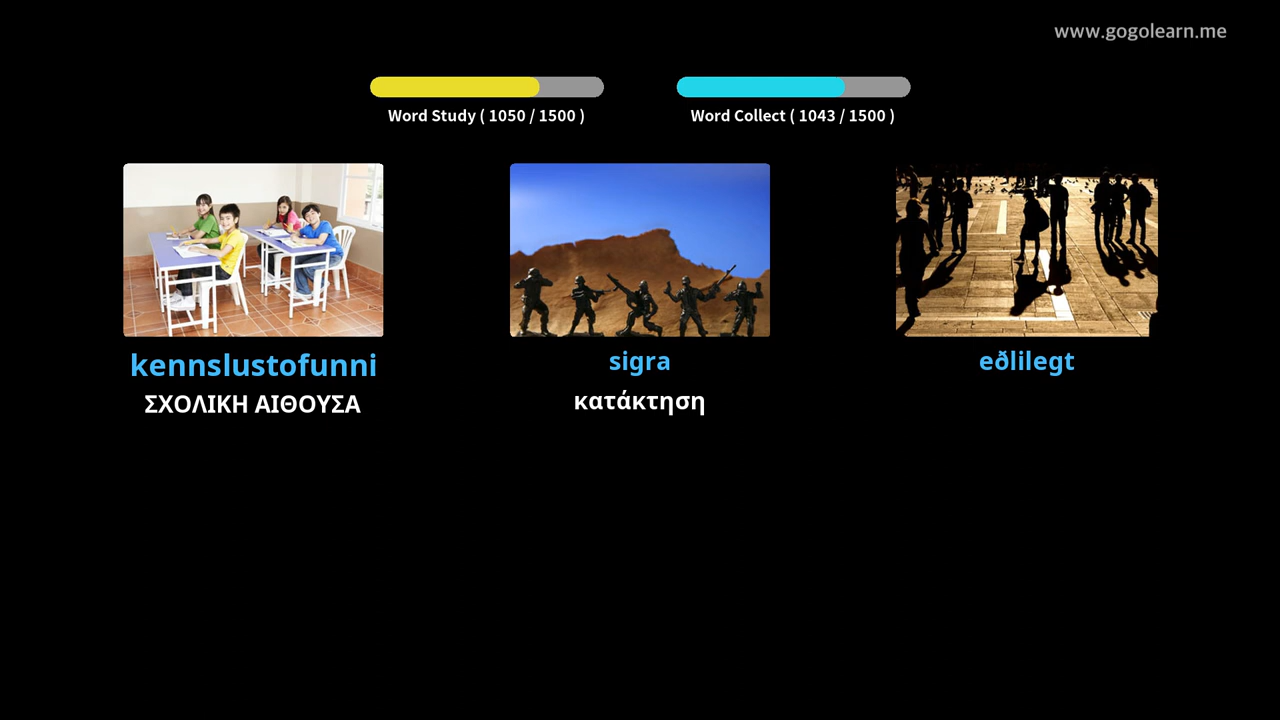 www.gogolearn.me
Word Study ( 1050 / 1500 )
Word Collect ( 1043 / 1500 )
kennslustofunni
sigra
eðlilegt
ΣΧΟΛΙΚΗ ΑΙΘΟΥΣΑ
κατάκτηση